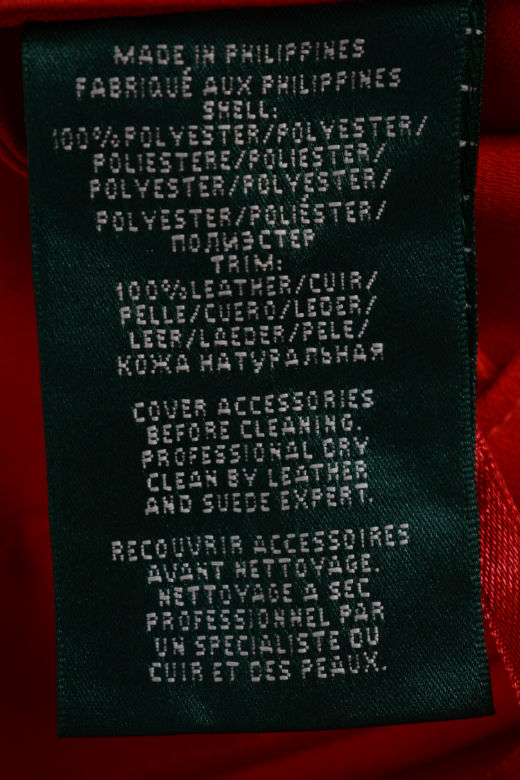 MADE IN PHILIPPINES
FABRIQUÉ AUX PHILIPPINES
SHELL:
100%POLYESTER/POLYESTER/
POLIESTERE/POLIÉSTER/
POLYESTER/POLYESTER/
POLYESTER/POLIÉSTER/
ПОЛИЭСТЕР
TRIM:
100%LEATHER/CUIR/
PELLE/CUERO/LEDER/
LEER/LAEDER/PELE/
КОЖА НАТУРАЛЬНАЯ
COVER ACCESSORIES
BEFORE CLEANING.
PROFESSIONAL DRY
CLEAN BY LEATHER
AND SUEDE EXPERT.
RECOUVRIR ACCESSOIRES
AVANT NETTOYAGE.
NETTOYAGE A SEC
PROFESSIONNEL PAR
UN SPECIALISTE DU
CUIR ET DES PEAUX.